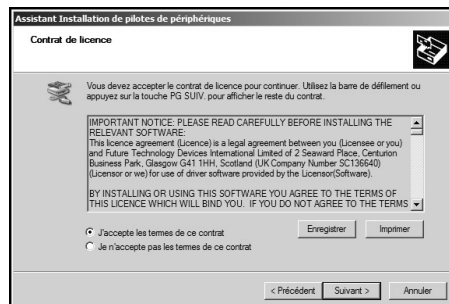 Assistant Installation de pilotes de périphériques
Contrat de licence
Vous devez accepter le contrat de licence pour continuer. Utilisez la barre de défilement ou
appuyez sur la touche PG SUIV. pour afficher le reste du contrat.
IMPORTANT NOTICE: PLEASE READ CAREFULLY BEFORE INSTALLING THE
RELEVANT SOFTWARE:
This licence agreement (Licence) is a legal agreement between you (Licensee or you)
and Future Technology Devices International Limited of 2 Seaward Place, Centurion
Business Park, Glasgow G41 1HH, Scotland (UK Company Number SC136640)
(Licensor or we) for use of driver software provided by the Licensor(Software).
BY INSTALLING OR USING THIS SOFTWARE YOU AGREE TO THE TERMS OF
THIS LICENCE WHICH WILL BIND YOU. IF YOU DO NOT AGREE TO THE TERMS
J'accepte les termes de ce contrat
Enregistrer
Imprimer
Je n'accepte pas les termes de ce contrat
< Précédent
Suivant >
Annuler